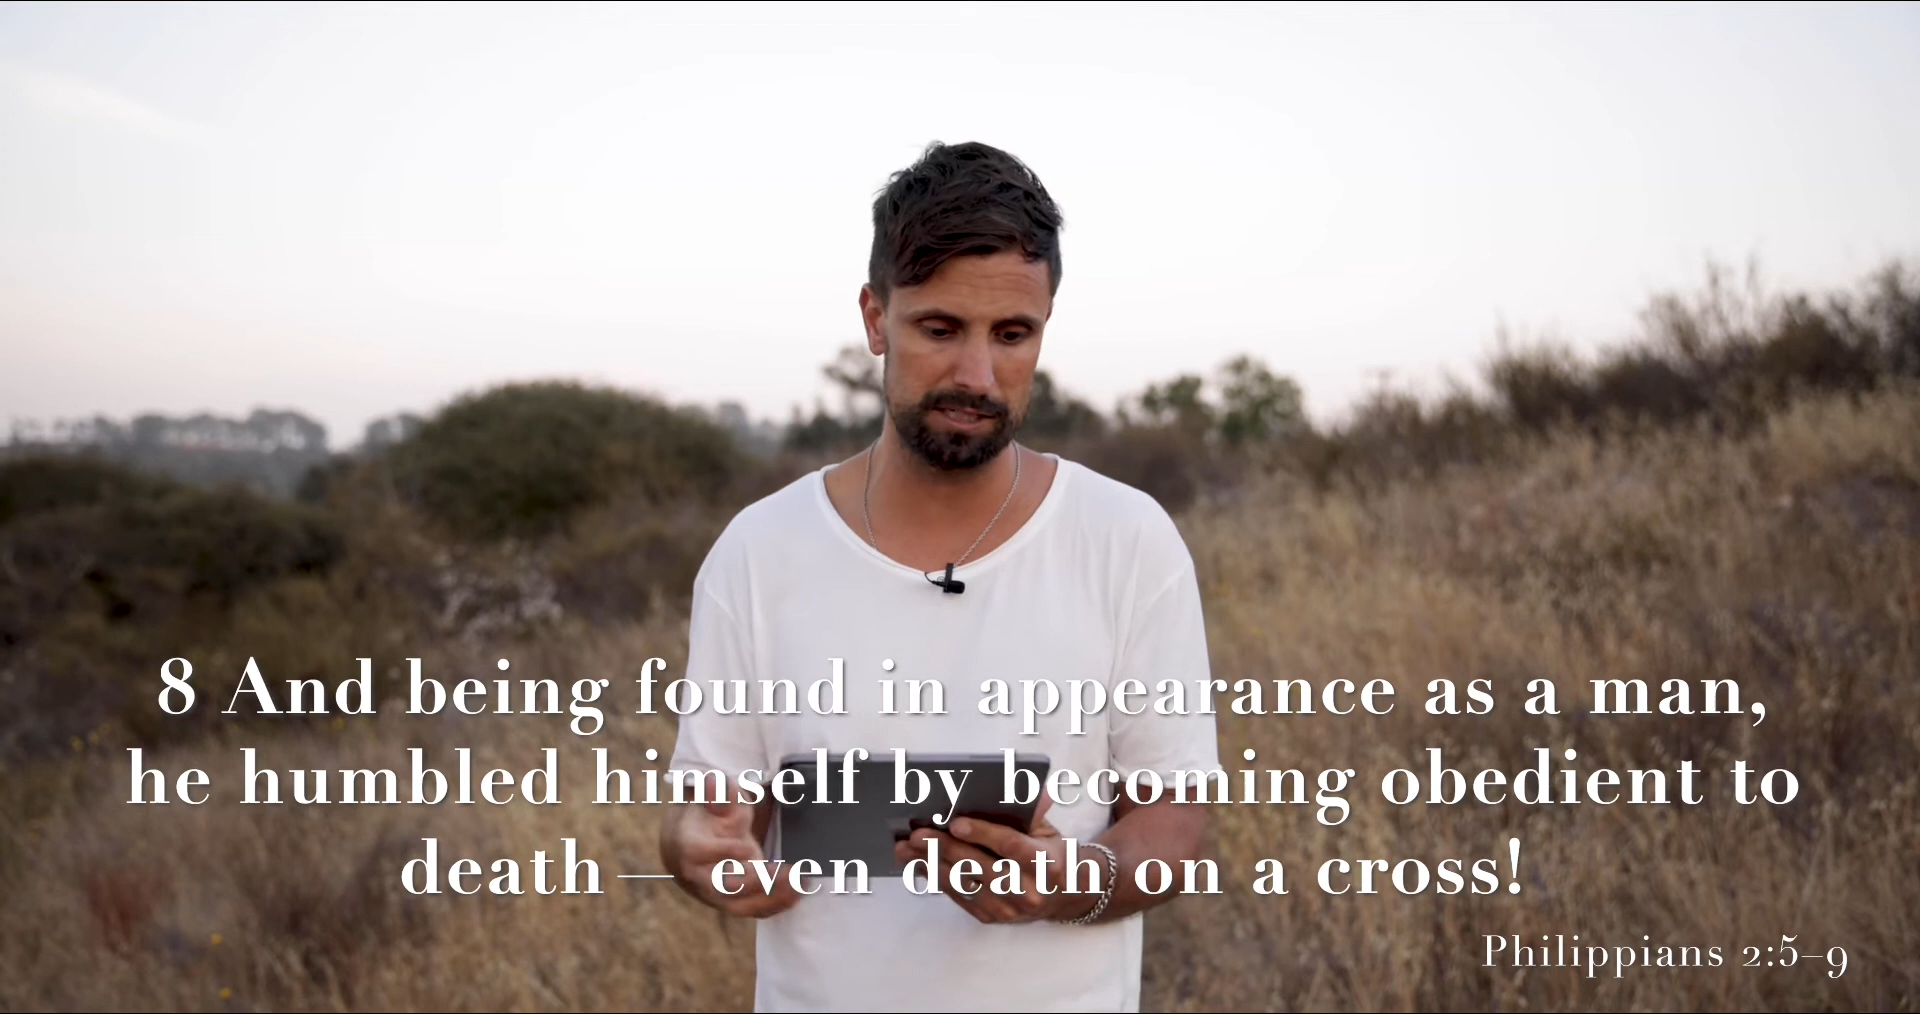 8 And being found in appearance as a man,
he humbled himself by becoming obedient to
death— even death on a cross!
Philippians 2:5–9